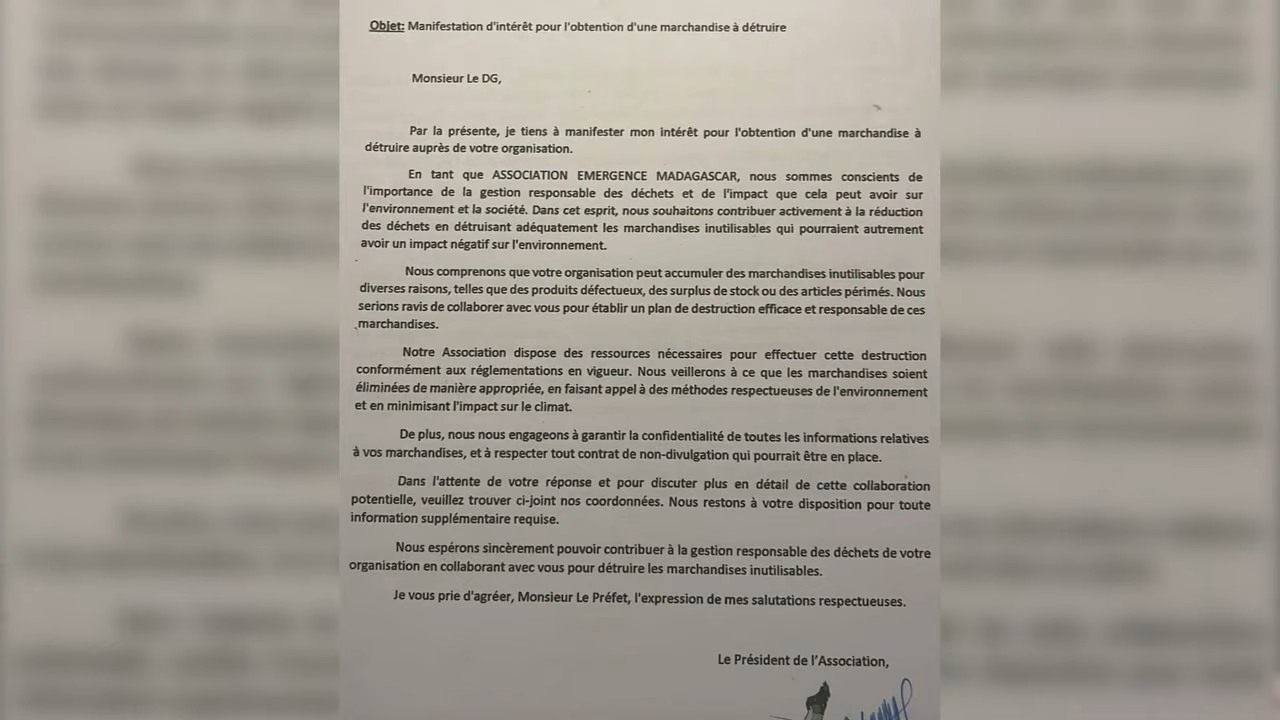 Objet: Manifestation d'intérêt pour l'obtention d'une marchandise à détruire
Monsieur Le DG,
Par la présente, je tiens à manifester mon intérêt pour l'obtention d'une marchandise à
détruire auprès de votre organisation.
En tant que ASSOCIATION EMERGENCE MADAGASCAR, nous sommes conscients de
l'importance de la gestion responsable des déchets et de l'impact que cela peut avoir sur
l'environnement et la société. Dans cet esprit, nous souhaitons contribuer activement à la réduction
des déchets en détruisant adéquatement les marchandises inutilisables qui pourraient autrement
avoir un impact négatif sur l'environnement.
Nous comprenons que votre organisation peut accumuler des marchandises inutilisables pour
diverses raisons, telles que des produits défectueux, des surplus de stock ou des articles périmés. Nous
serions ravis de collaborer avec vous pour établir un plan de destruction efficace et responsable de ces
marchandises.
Notre Association dispose des ressources nécessaires pour effectuer cette destruction
conformément aux réglementations en vigueur. Nous veillerons à ce que les marchandises soient
éliminées de manière appropriée, en faisant appel à des méthodes respectueuses de l'environnement
et en minimisant l'impact sur le climat.
De plus, nous nous engageons à garantir la confidentialité de toutes les informations relatives
à vos marchandises, et à respecter tout contrat de non-divulgation qui pourrait être en place.
Dans l'attente de votre réponse et pour discuter plus en détail de cette collaboration
potentielle, veuillez trouver ci-joint nos coordonnées. Nous restons à votre disposition pour toute
information supplémentaire requise.
Nous espérons sincèrement pouvoir contribuer à la gestion responsable des déchets de votre
organisation en collaborant avec vous pour détruire les marchandises inutilisables.
Je vous prie d'agréer, Monsieur Le Préfet, l'expression de mes salutations respectueuses.
Le Président de l'Association,